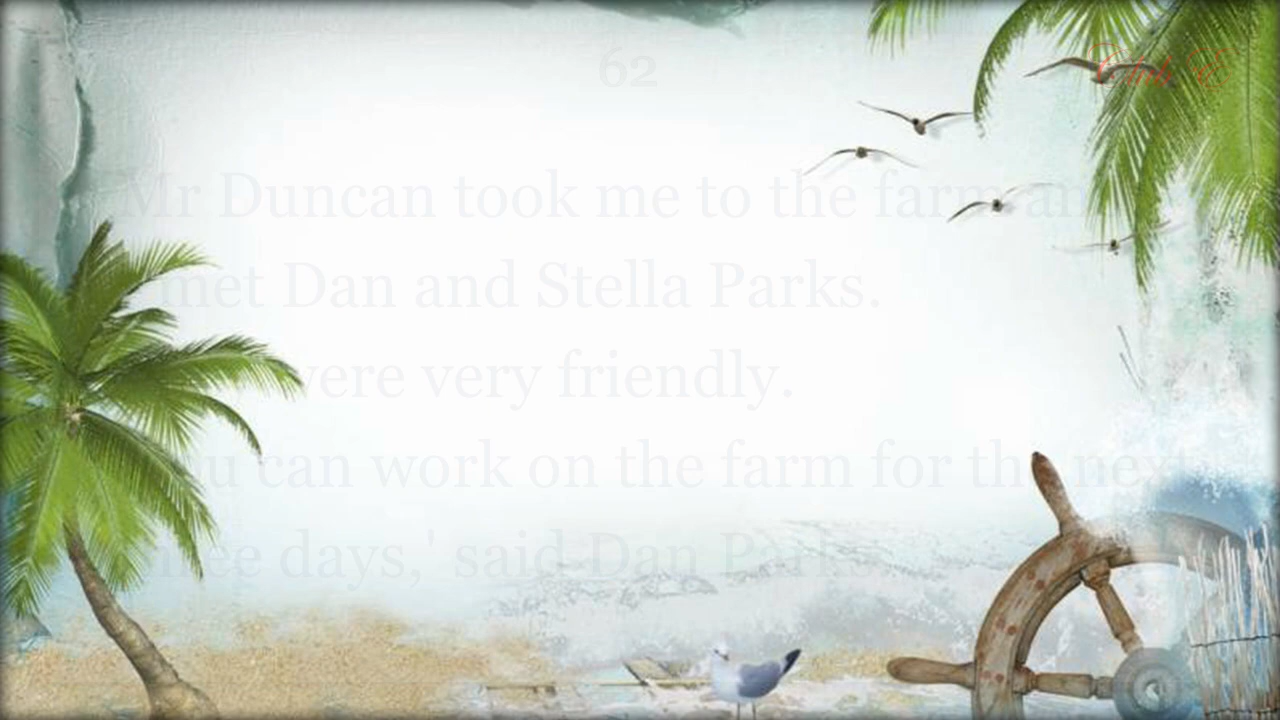 62
Mr Duncan took me to the farm
met Dan and Stella Parks.
were very friendly.
can work on the farm for the next
days,' said Dan Parks